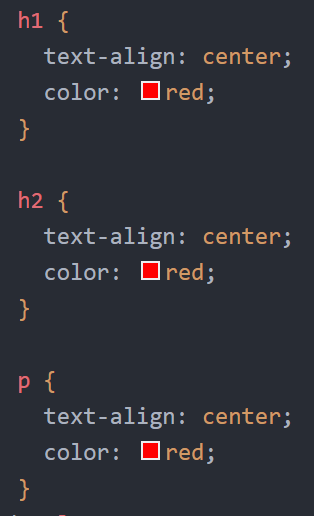 h1 {
  text-align: center;
  color: red;
}

h2 {
  text-align: center;
  color: red;
}

p {
  text-align: center;
  color: red;
}